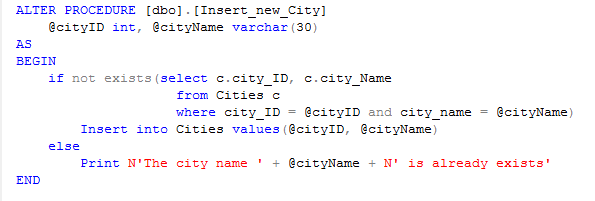 ALTER PROCEDURE [dbo].[Insert_new_City]
@cityID int, @cityName varchar(30)
AS
BEGIN
if not exists(select c.city_ID, c.city_Name
from Cities c
where city_ID = @cityID and city_name = @cityName)
Insert into Cities values(@cityID, @cityName)
else
Print N'The city name ' + @cityName + N' is already exists'
END